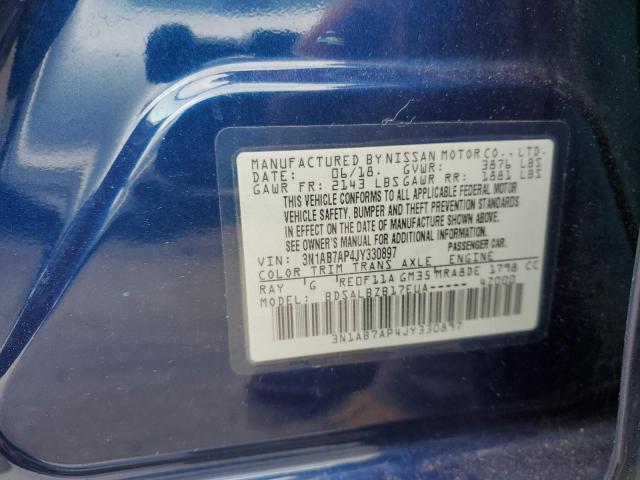 MANUFACTURED BY NISSAN MOTOR CO., LTD.
DATE: 06/18. GVWR: 3876 LBS
GAWR FR: 2143 LBS GAWR RR: 1881 LBS
THIS VEHICLE CONFORMS TO ALL APPLICABLE FEDERAL MOTOR
VEHICLE SAFETY, BUMPER AND THEFT PREVENTION STANDARDS
IN EFFECT ON THE DATE OF MANUFACTURE SHOWN ABOVE.
SEE OWNER'S MANUAL FOR ADDITIONAL INFORMATION.
VIN: 3N1AB7AP4JY330897 PASSENGER CAR.
COLOR TRIM TRANS AXLE ENGINE
RAY G RE0F11A GM35 MRA8DE 1798 CC
MODEL: BDSALBZB17EUA----- 42000
3N1AB7AP4JY330897